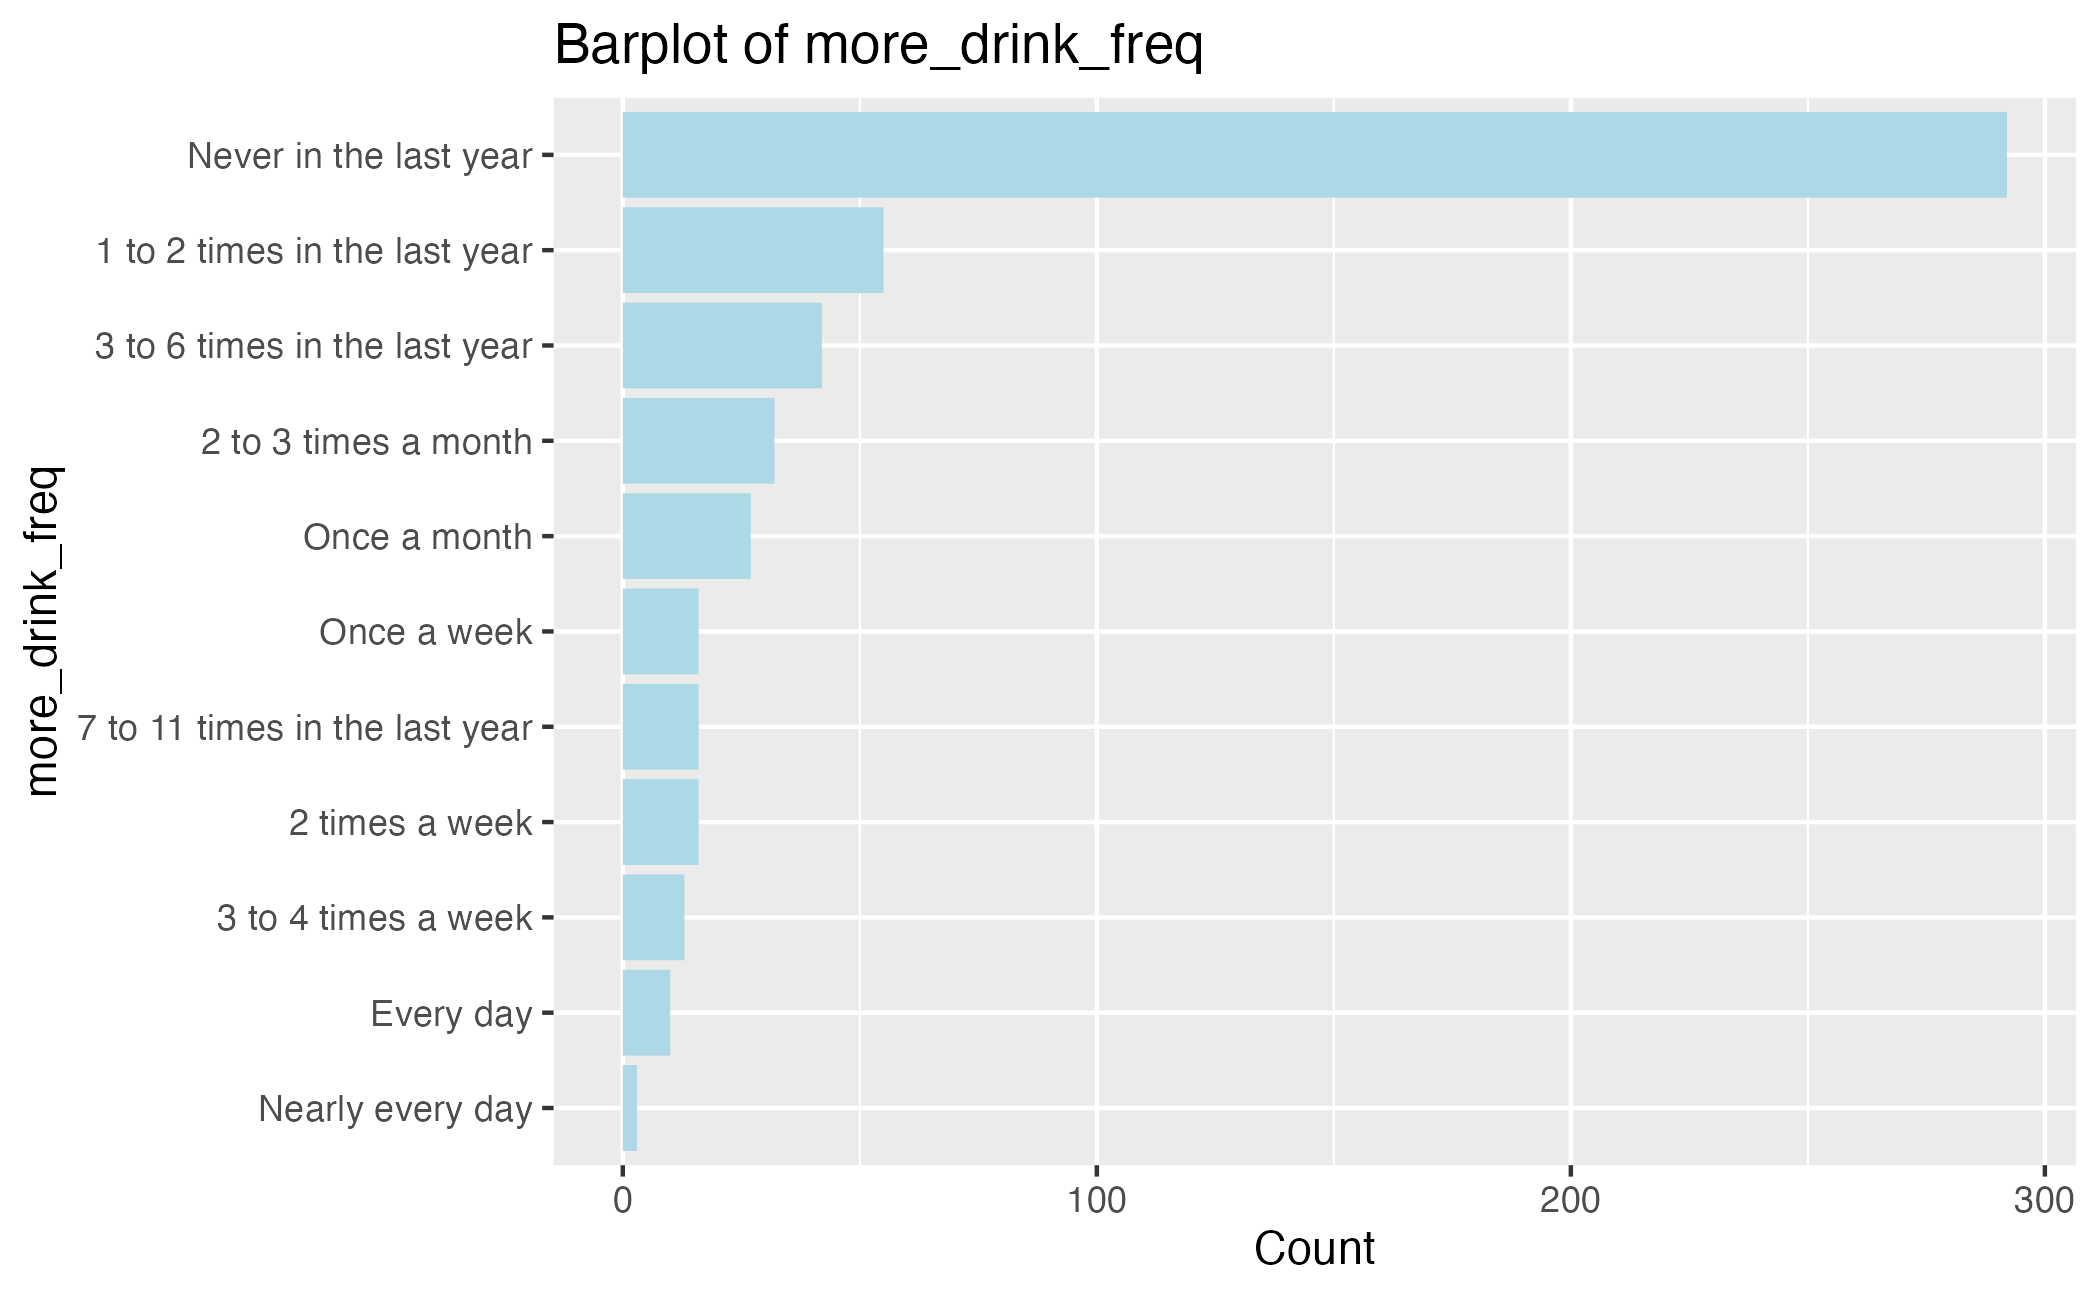 Barplot of more_drink_freq
more_drink_freq
Never in the last year
1 to 2 times in the last year
3 to 6 times in the last year
2 to 3 times a month
Once a month
Once a week
7 to 11 times in the last year
2 times a week
3 to 4 times a week
Every day
Nearly every day
0 100 200 300
Count